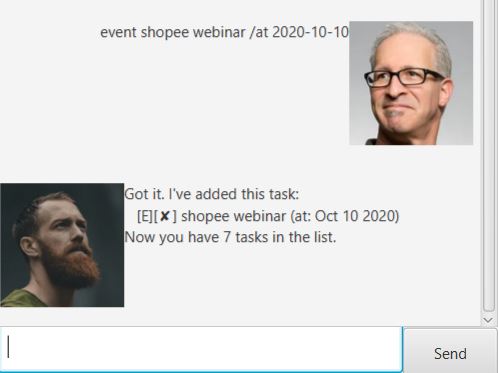 event shopee webinar /at 2020-10-10
Got it. I've added this task:
[E][✘] shopee webinar (at: Oct 10 2020)
Now you have 7 tasks in the list.
Send